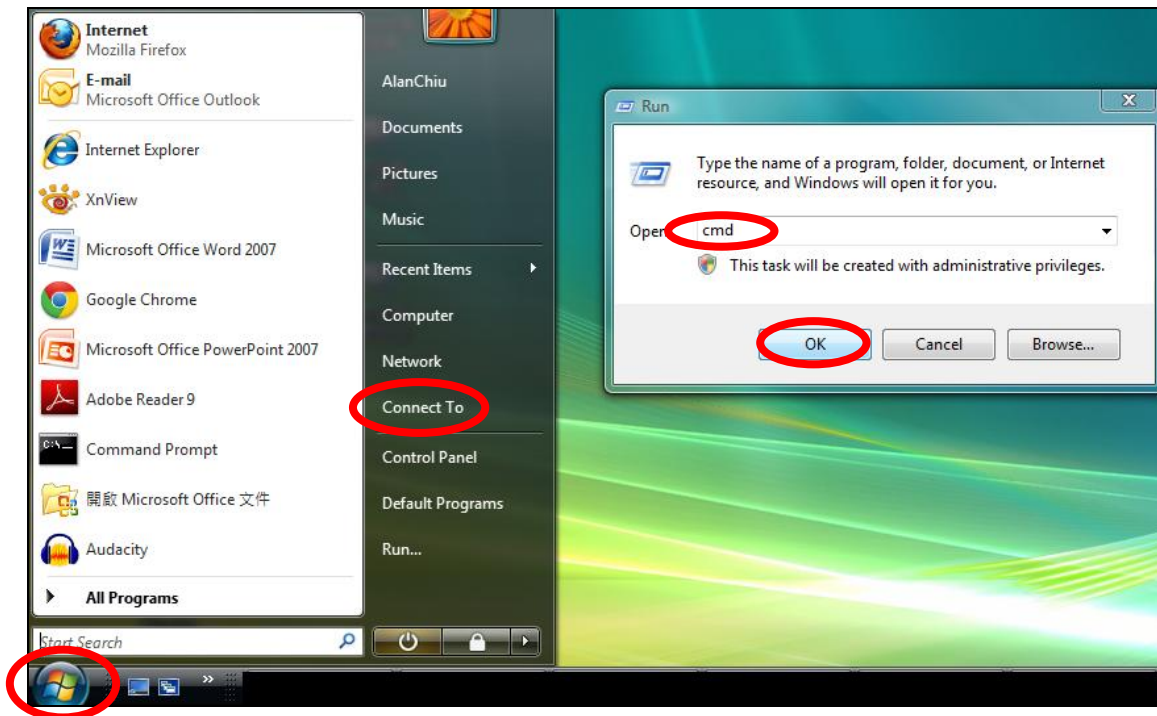 Internet
Mozilla Firefox
E-mail
Microsoft Office Outlook
Internet Explorer
XnView
Microsoft Office Word 2007
Google Chrome
Microsoft Office PowerPoint 2007
Adobe Reader 9
Command Prompt
開啟 Microsoft Office 文件
Audacity
All Programs
Start Search
AlanChiu
Documents
Pictures
Music
Recent Items
Computer
Network
Connect To
Control Panel
Default Programs
Run...
Run
Type the name of a program, folder, document, or Internet
resource, and Windows will open it for you.
Open
cmd
This task will be created with administrative privileges.
OK
Cancel
Browse...